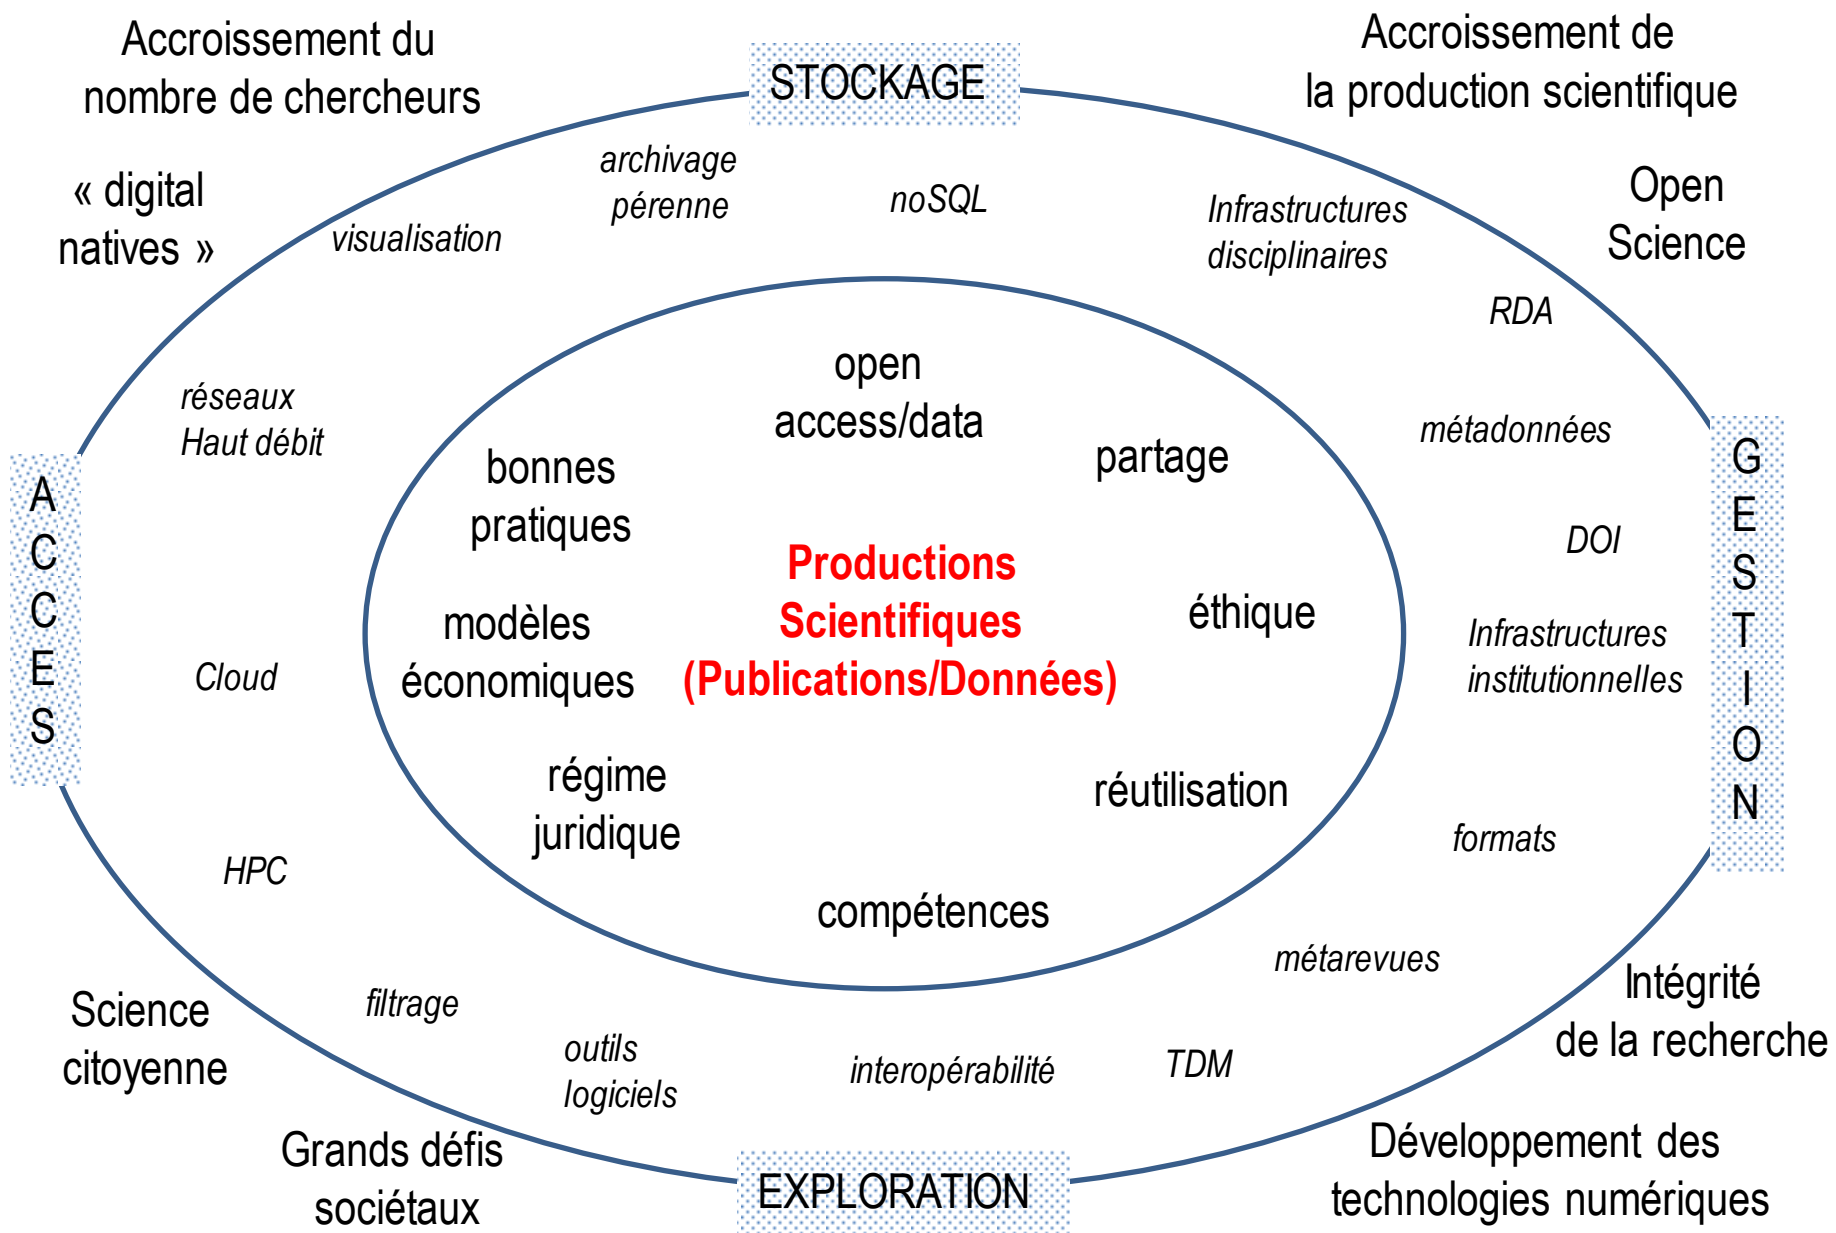 Accroissement du
nombre de chercheurs
STOCKAGE
Accroissement de
la production scientifique
« digital
natives »
visualisation
archivage
pérenne
noSQL
Infrastructures
disciplinaires
Open
Science
RDA
réseaux
Haut débit
open
access/data
partage
métadonnées
bonnes
pratiques
ACCES
GESTION
Productions
Scientifiques
(Publications/Données)
DOI
modèles
économiques
éthique
Infrastructures
institutionnelles
Cloud
régime
juridique
réutilisation
formats
HPC
compétences
métarevues
Science
citoyenne
filtrage
outils
logiciels
interopérabilité
TDM
Intégrité
de la recherche
Grands défis
sociétaux
EXPLORATION
Développement des
technologies numériques